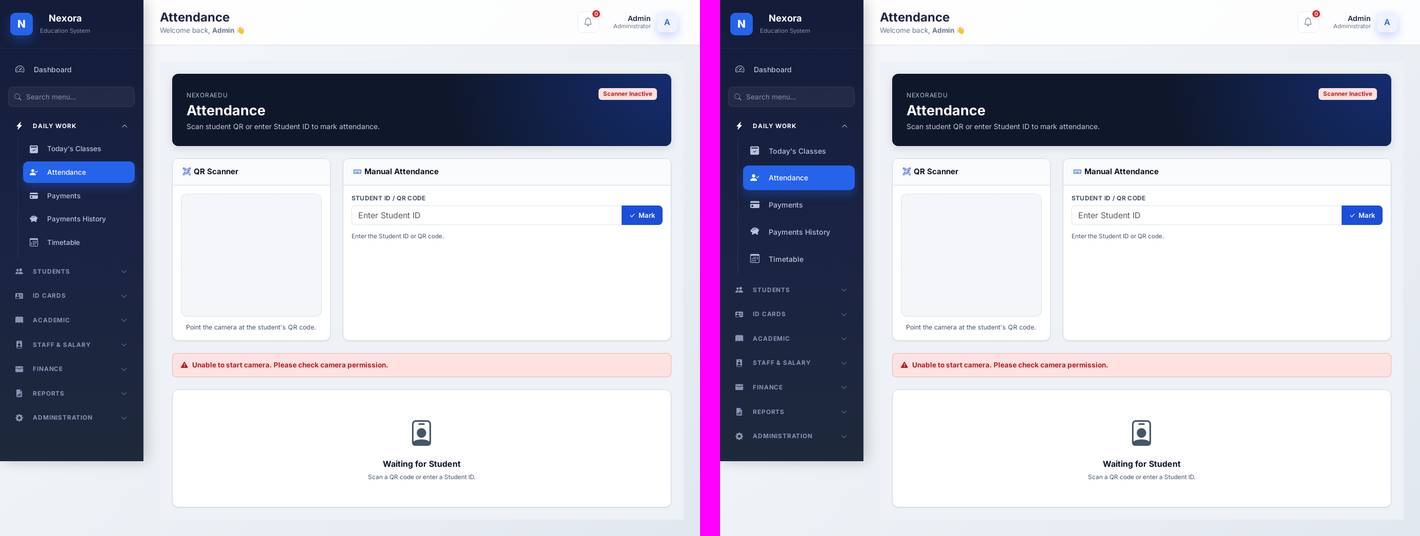 N
Nexora
Education System
Dashboard
Search menu...
DAILY WORK
Today's Classes
Attendance
Payments
Payments History
Timetable
STUDENTS
ID CARDS
ACADEMIC
STAFF & SALARY
FINANCE
REPORTS
ADMINISTRATION
Attendance
Welcome back, Admin 👋
0
Admin
Administrator
A
NEXORAEDU
Attendance
Scan student QR or enter Student ID to mark attendance.
Scanner Inactive
QR Scanner
Point the camera at the student's QR code.
Manual Attendance
STUDENT ID / QR CODE
Enter Student ID
Mark
Enter the Student ID or QR code.
Unable to start camera. Please check camera permission.
Waiting for Student
Scan a QR code or enter a Student ID.
N
Nexora
Education System
Dashboard
Search menu...
DAILY WORK
Today's Classes
Attendance
Payments
Payments History
Timetable
STUDENTS
ID CARDS
ACADEMIC
STAFF & SALARY
FINANCE
REPORTS
ADMINISTRATION
Attendance
Welcome back, Admin 👋
0
Admin
Administrator
A
NEXORAEDU
Attendance
Scan student QR or enter Student ID to mark attendance.
Scanner Inactive
QR Scanner
Point the camera at the student's QR code.
Manual Attendance
STUDENT ID / QR CODE
Enter Student ID
Mark
Enter the Student ID or QR code.
Unable to start camera. Please check camera permission.
Waiting for Student
Scan a QR code or enter a Student ID.